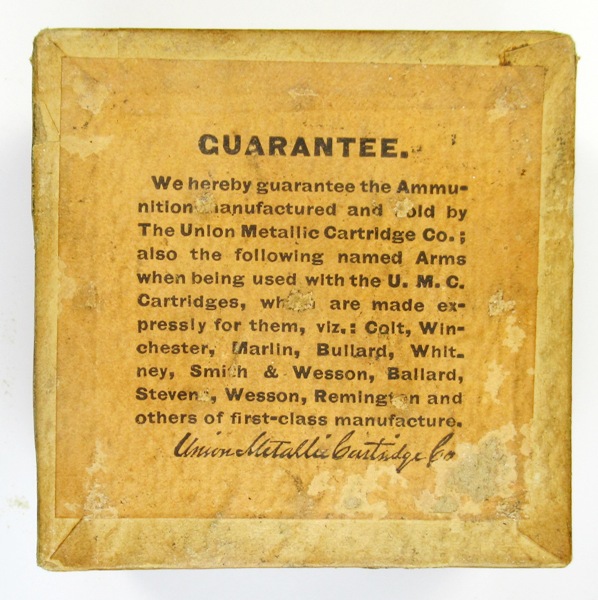 GUARANTEE.
We hereby guarantee the Ammu-
nition manufactured and sold by
The Union Metallic Cartridge Co.;
also the following named Arms
when being used with the U. M. C.
Cartridges, which are made ex-
pressly for them, viz.: Colt, Win-
chester, Marlin, Bullard, Whit-
ney, Smith & Wesson, Ballard,
Stevens, Wesson, Remington and
others of first-class manufacture.
Union Metallic Cartridge Co